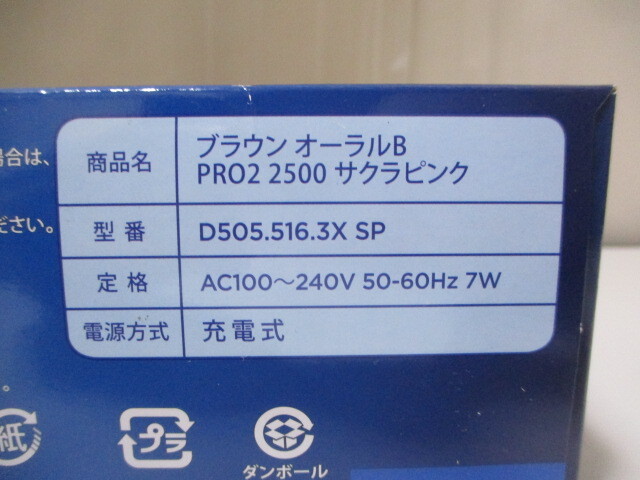 場合は、
ださい。
商品名
ブラウン オーラルB
PRO2 2500 サクラピンク
型番
D505.516.3X SP
定格
AC100～240V 50-60Hz 7W
電源方式
充電式
。
紙
プラ
ダンボール